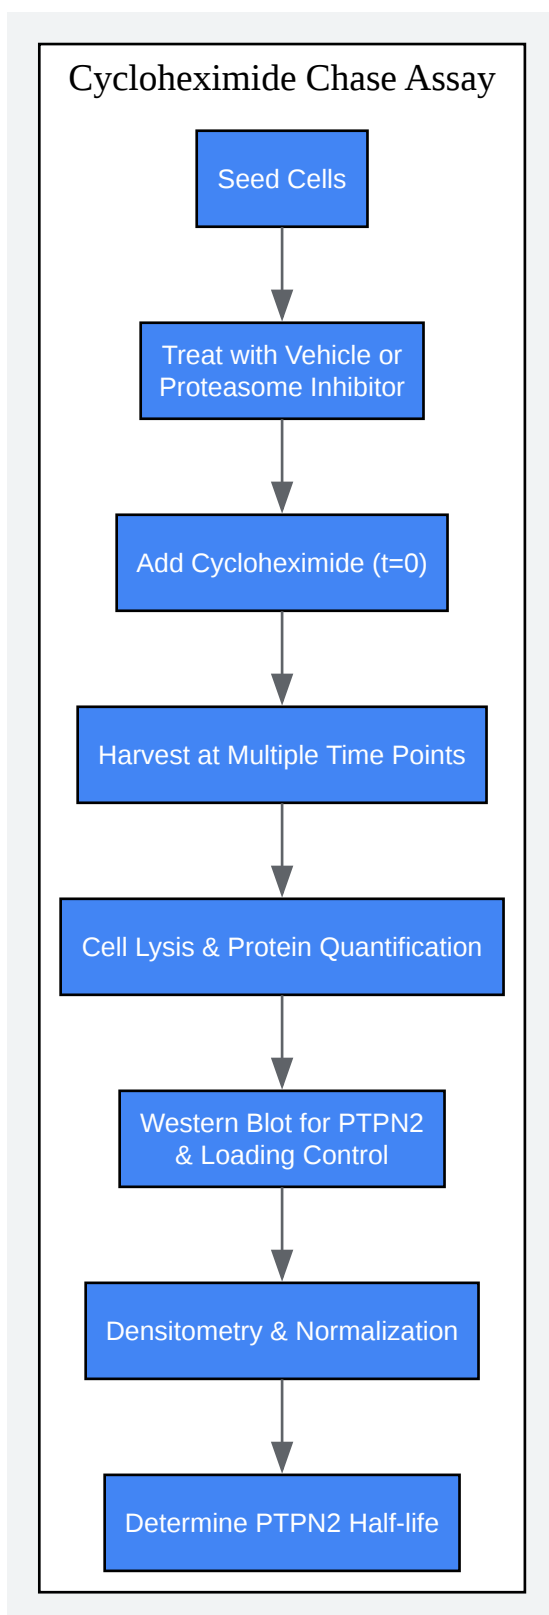 Cycloheximide Chase Assay
Seed Cells
Treat with Vehicle or
Proteasome Inhibitor
Add Cycloheximide (t=0)
Harvest at Multiple Time Points
Cell Lysis & Protein Quantification
Western Blot for PTPN2
& Loading Control
Densitometry & Normalization
Determine PTPN2 Half-life